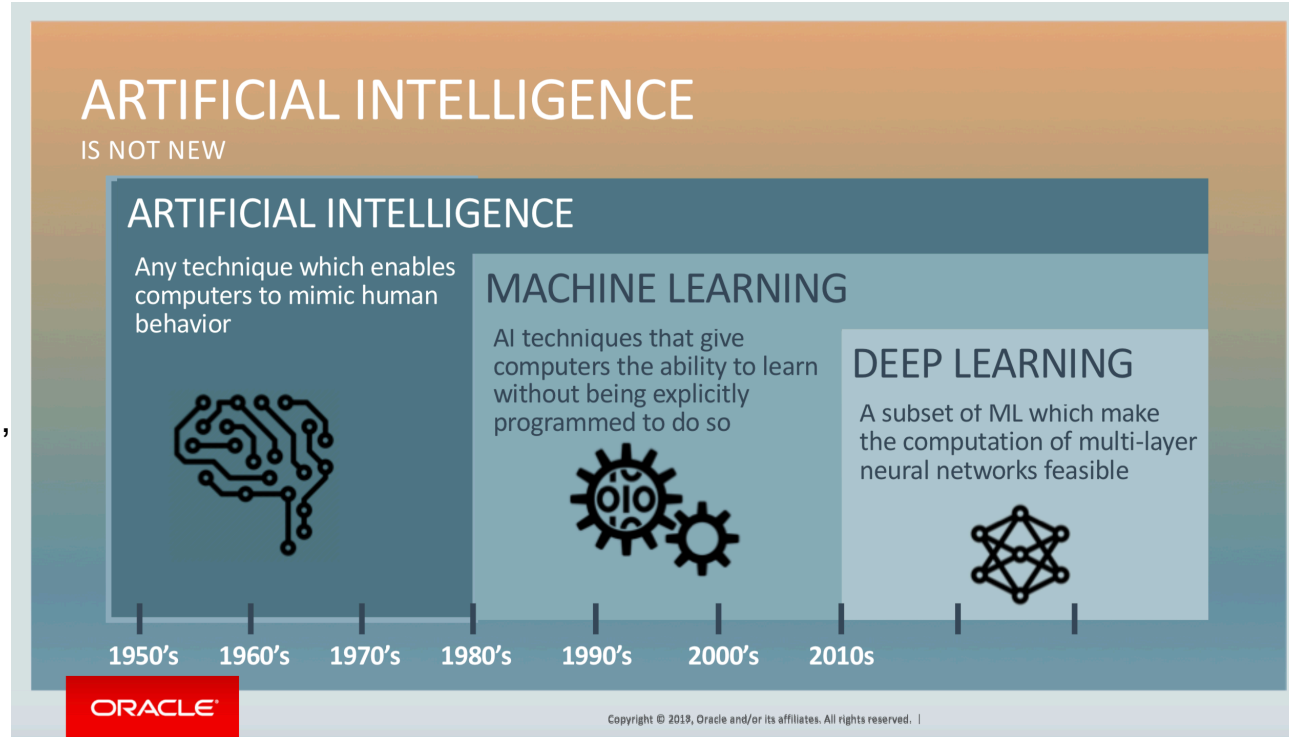 ARTIFICIAL INTELLIGENCE
IS NOT NEW
ARTIFICIAL INTELLIGENCE
Any technique which enables
computers to mimic human
behavior
MACHINE LEARNING
AI techniques that give
computers the ability to learn
without being explicitly
programmed to do so
DEEP LEARNING
A subset of ML which make
the computation of multi-layer
neural networks feasible
,
1950's 1960's 1970's 1980's 1990's 2000's 2010s
ORACLE®
Copyright © Oracle and/or its affiliates. All rights reserved. |